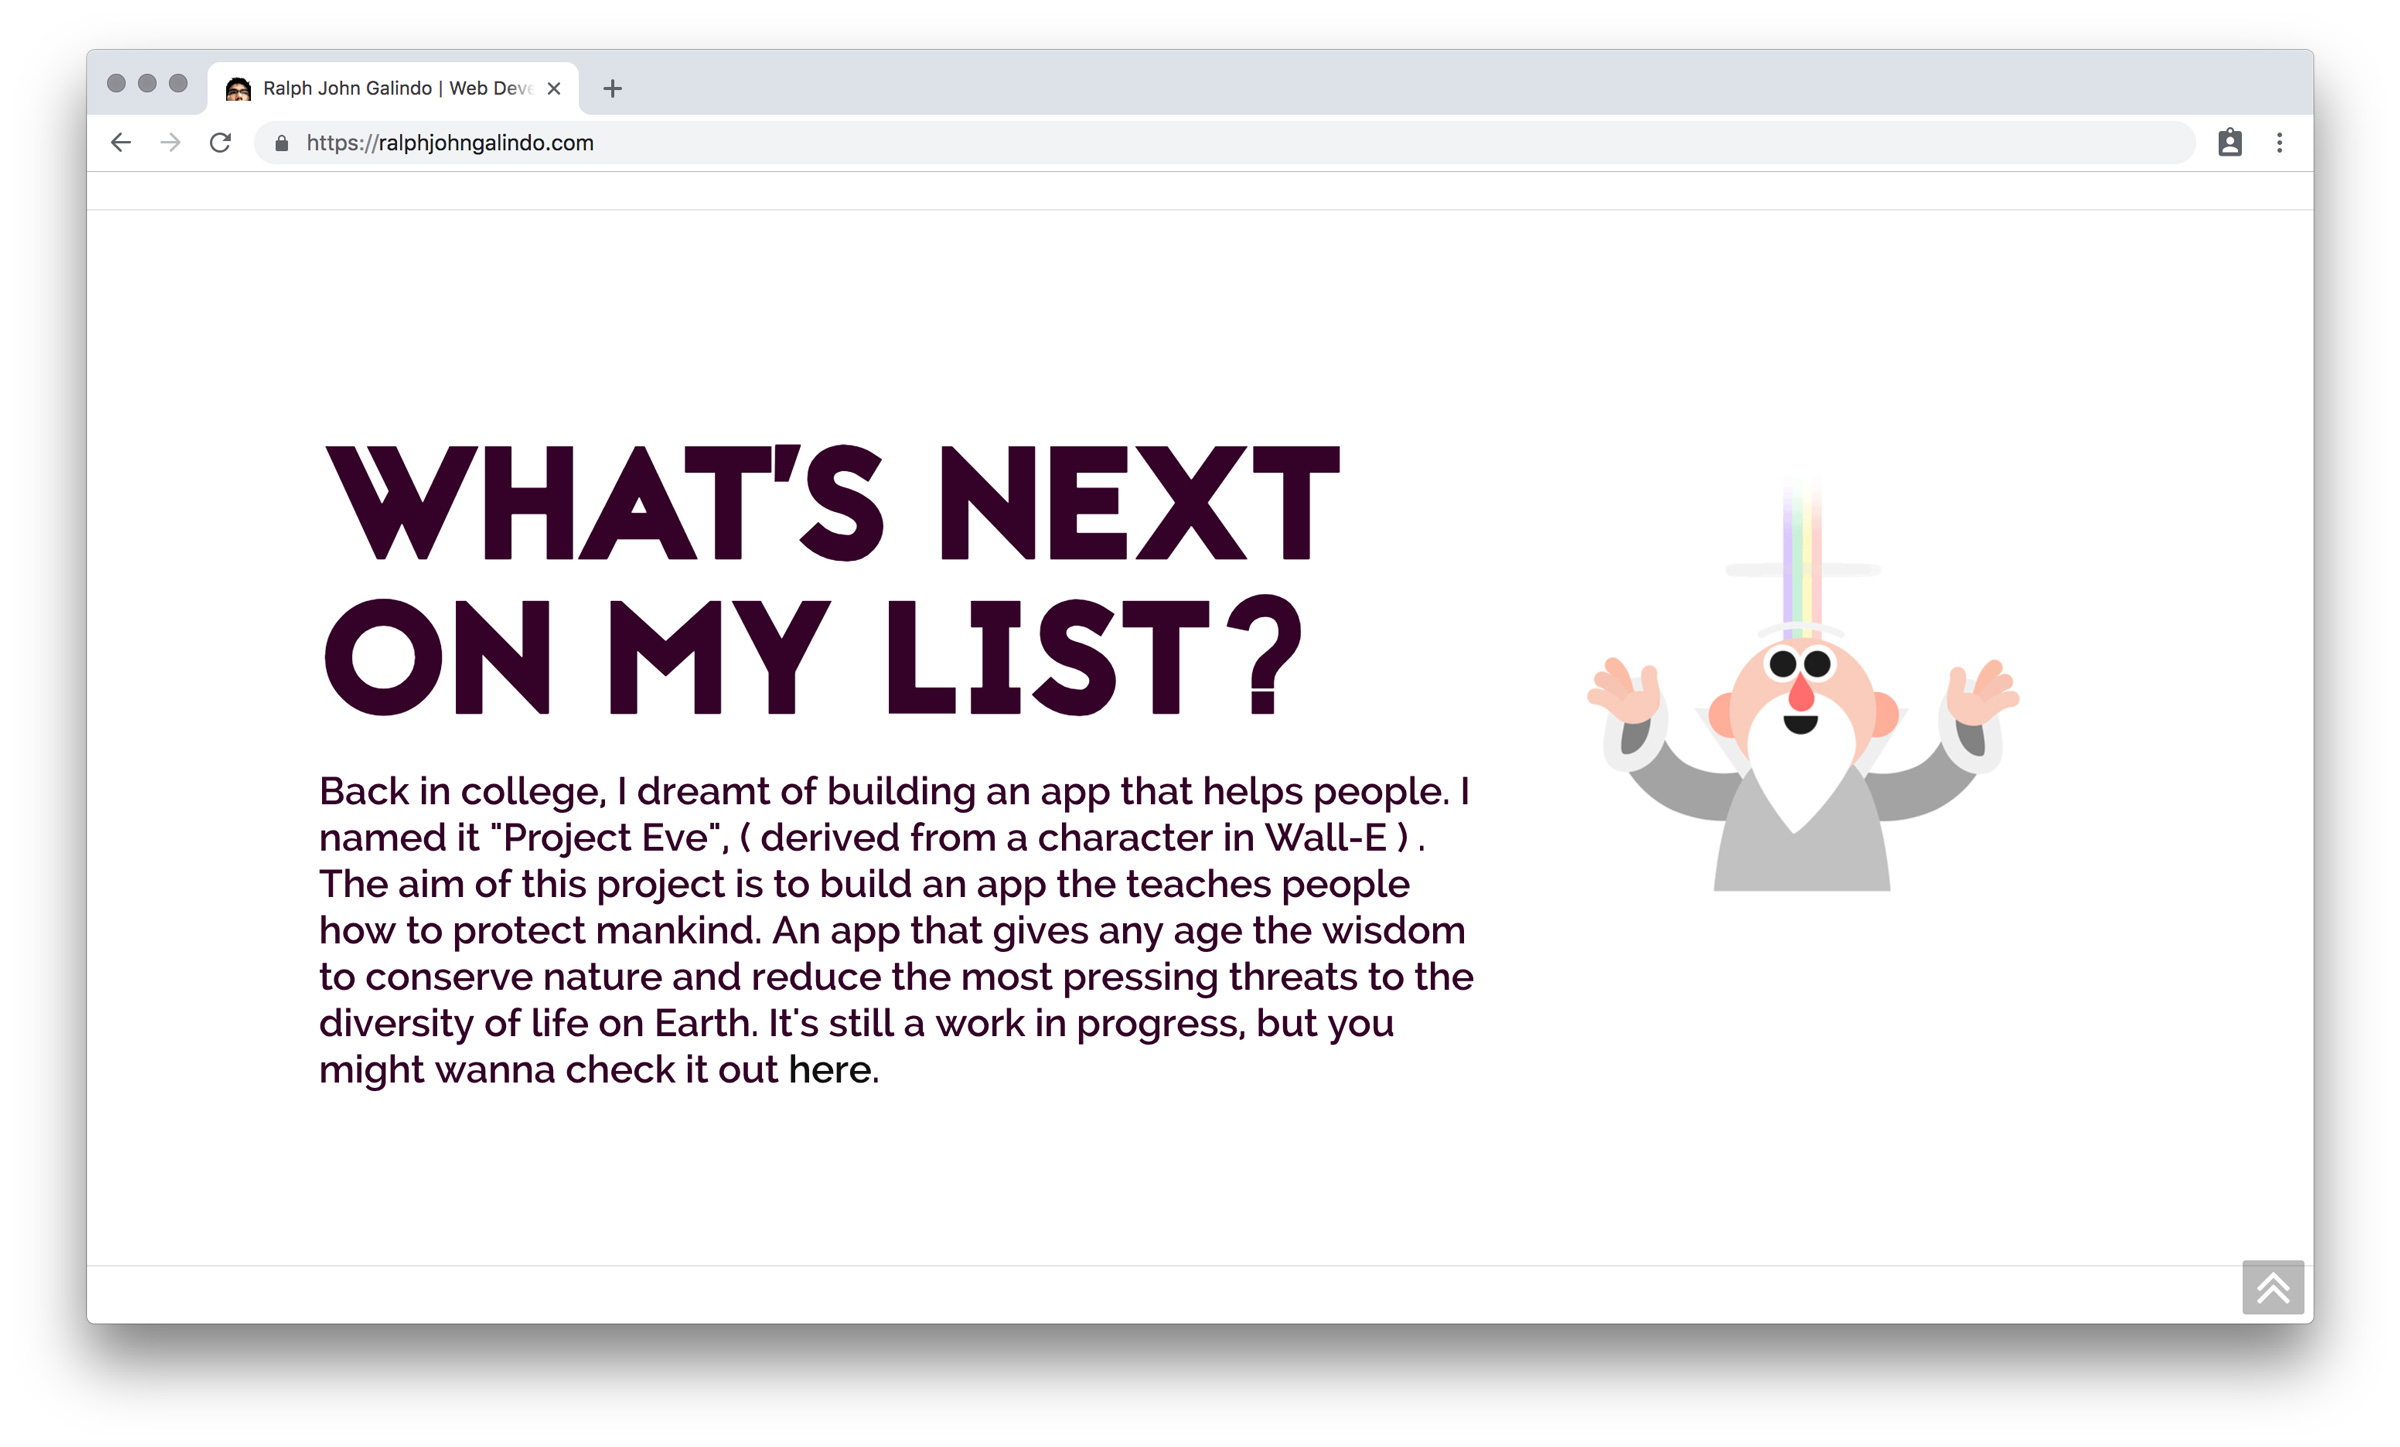 Ralph John Galindo | Web Deve
https://ralphjohngalindo.com
WHAT'S NEXT
ON MY LIST?
Back in college, I dreamt of building an app that helps people. I
named it "Project Eve", ( derived from a character in Wall-E ) .
The aim of this project is to build an app the teaches people
how to protect mankind. An app that gives any age the wisdom
to conserve nature and reduce the most pressing threats to the
diversity of life on Earth. It's still a work in progress, but you
might wanna check it out here.